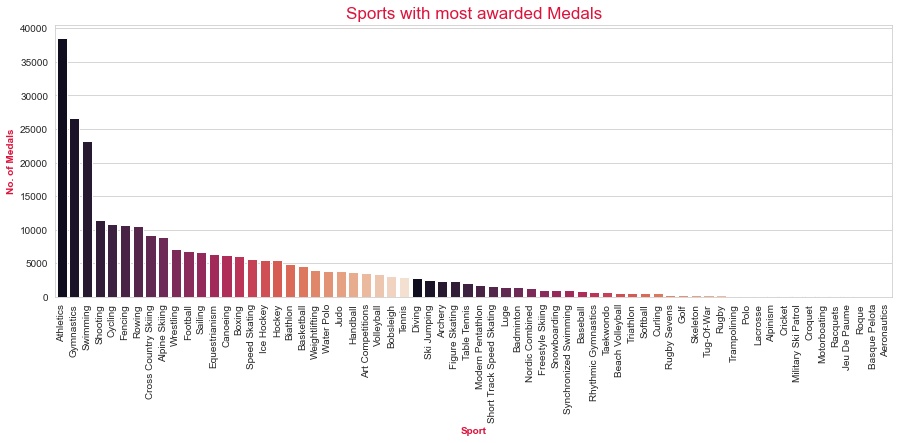 Sports with most awarded Medals
No. of Medals
40000
35000
30000
25000
20000
15000
10000
5000
0
Athletics
Gymnastics
Swimming
Shooting
Cycling
Fencing
Rowing
Cross Country Skiing
Alpine Skiing
Wrestling
Football
Sailing
Equestrianism
Canoeing
Boxing
Speed Skating
Ice Hockey
Hockey
Biathlon
Basketball
Weightlifting
Water Polo
Judo
Handball
Art Competitions
Volleyball
Bobsleigh
Tennis
Diving
Ski Jumping
Archery
Figure Skating
Table Tennis
Modern Pentathlon
Short Track Speed Skating
Luge
Badminton
Nordic Combined
Freestyle Skiing
Snowboarding
Synchronized Swimming
Baseball
Rhythmic Gymnastics
Taekwondo
Beach Volleyball
Triathlon
Softball
Curling
Rugby Sevens
Golf
Skeleton
Tug-Of-War
Rugby
Trampolining
Polo
Lacrosse
Alpinism
Cricket
Military Ski Patrol
Croquet
Motorboating
Racquets
Jeu De Paume
Roque
Basque Pelota
Aeronautics
Sport